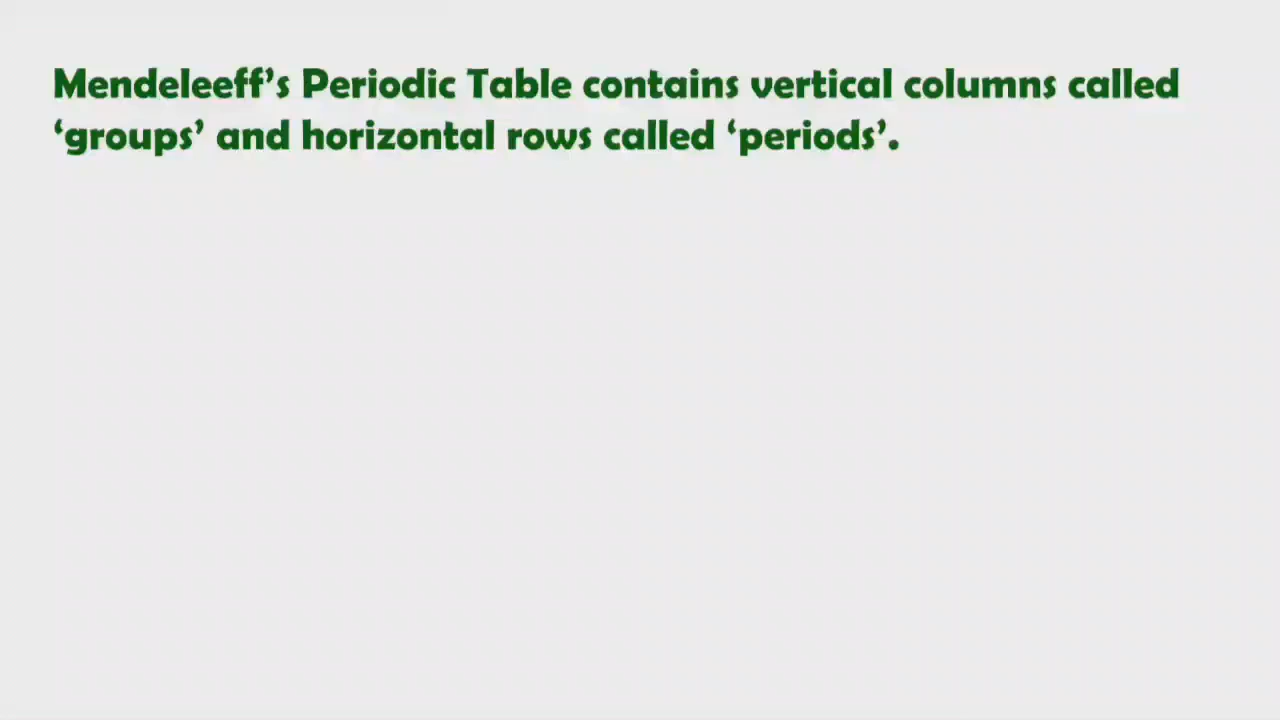 Mendeleeff’s Periodic Table contains vertical columns called
‘groups’ and horizontal rows called ‘periods’.